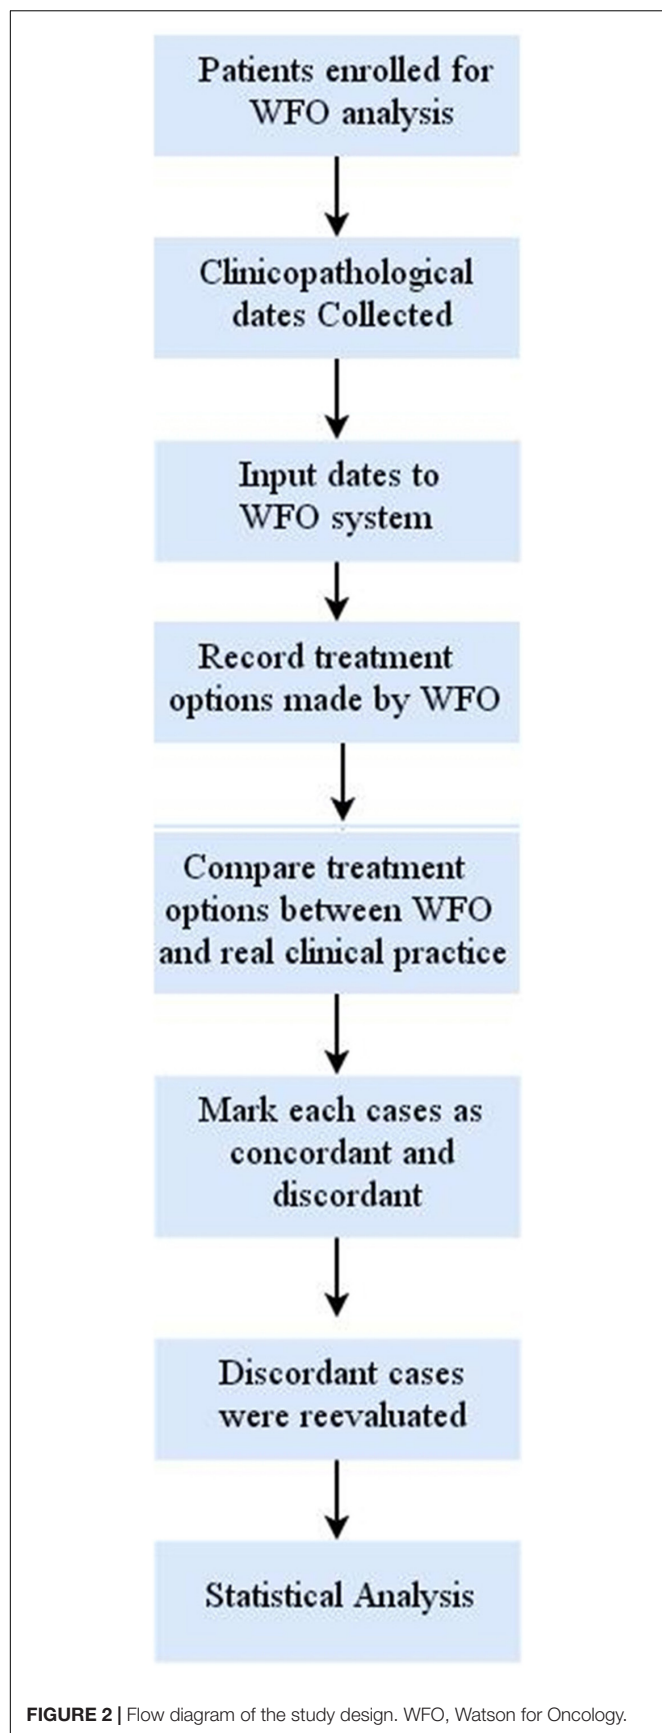 Patients enrolled for
WFO analysis
Clinicopathological
dates Collected
Input dates to
WFO system
Record treatment
options made by WFO
Compare treatment
options between WFO
and real clinical practice
Mark each cases as
concordant and
discordant
Discordant cases
were reevaluated
Statistical Analysis
FIGURE 2 | Flow diagram of the study design. WFO, Watson for Oncology.